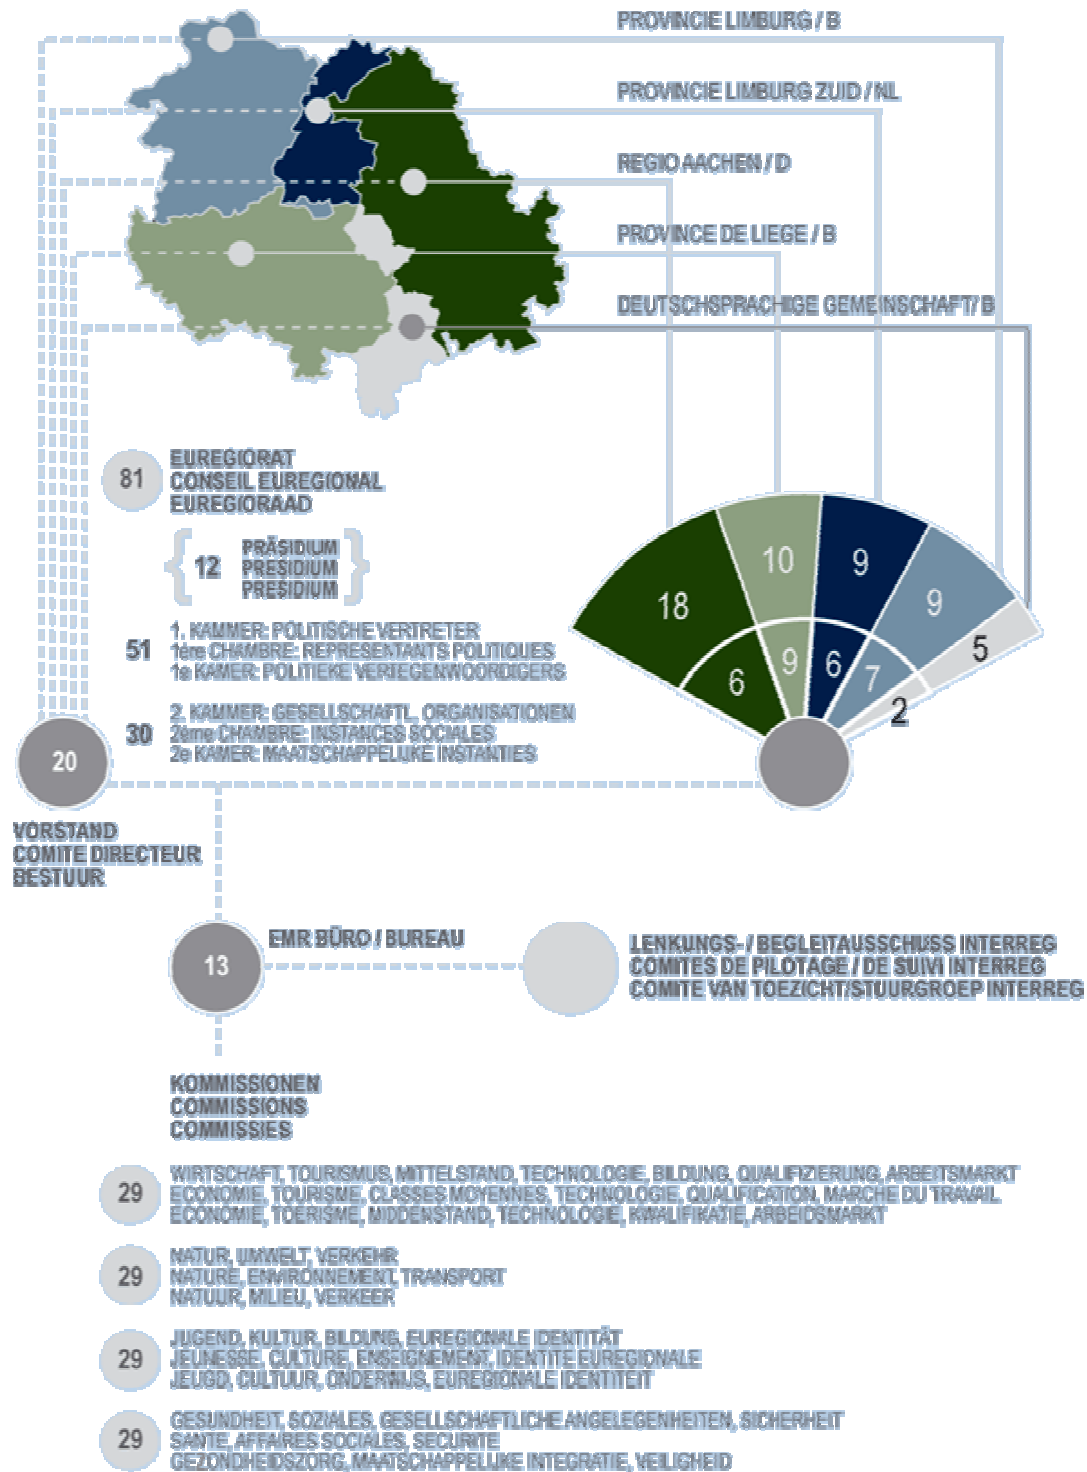 PROVINCIE LIMBURG / B
PROVINCIE LIMBURG ZUID / NL
REGIO AACHEN / D
PROVINCE DE LIEGE / B
DEUTSCHSPRACHIGE GEMEINSCHAFT/ B
81
EUREGIORAT
CONSEIL EUREGIONAL
EUREGIORAAD
12
PRÄSIDIUM
PRESIDIUM
PRESIDIUM
51
1. KAMMER: POLITISCHE VERTRETER
1ère CHAMBRE: REPRESENTANTS POLITIQUES
1e KAMER: POLITIEKE VERTEGENWOORDIGERS
30
2. KAMMER: GESELLSCHAFTL. ORGANISATIONEN
2ème CHAMBRE: INSTANCES SOCIALES
2e KAMER: MAATSCHAPPELIJKE INSTANTIES
18
10
9
9
5
6
9
6
7
2
20
VORSTAND
COMITE DIRECTEUR
BESTUUR
13
EMR BÜRO / BUREAU
LENKUNGS- / BEGLEITAUSSCHUSS INTERREG
COMITES DE PILOTAGE / DE SUIVI INTERREG
COMITE VAN TOEZICHT/STUURGROEP INTERREG
KOMMISSIONEN
COMMISSIONS
COMMISSIES
29
WIRTSCHAFT, TOURISMUS, MITTELSTAND, TECHNOLOGIE, BILDUNG, QUALIFIZIERUNG, ARBEITSMARKT
ECONOMIE, TOURISME, CLASSES MOYENNES, TECHNOLOGIE, QUALIFICATION, MARCHE DU TRAVAIL
ECONOMIE, TOERISME, MIDDENSTAND, TECHNOLOGIE, KWALIFIKATIE, ARBEIDSMARKT
29
NATUR, UMWELT, VERKEHR
NATURE, ENVIRONNEMENT, TRANSPORT
NATUUR, MILIEU, VERKEER
29
JUGEND, KULTUR, BILDUNG, EUREGIONALE IDENTITÄT
JEUNESSE, CULTURE, ENSEIGNEMENT, IDENTITE EUREGIONALE
JEUGD, CULTUUR, ONDERWIJS, EUREGIONALE IDENTITEIT
29
GESUNDHEIT, SOZIALES, GESELLSCHAFTLICHE ANGELEGENHEITEN, SICHERHEIT
SANTE, AFFAIRES SOCIALES, SECURITE
GEZONDHEIDSZORG, MAATSCHAPPELIJKE INTEGRATIE, VEILIGHEID